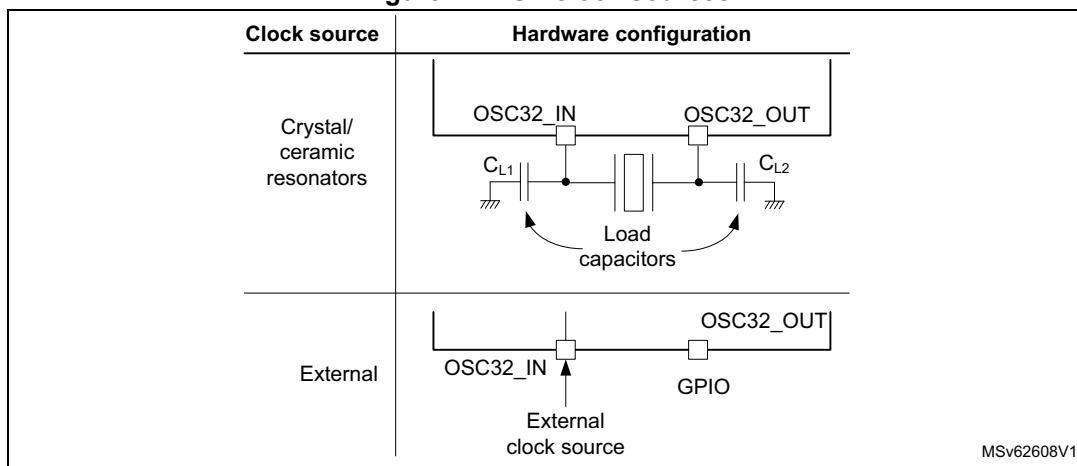 Clock source
Hardware configuration
Crystal/
ceramic
resonators
OSC32_IN
OSC32_OUT
CL1
CL2
Load
capacitors
External
OSC32_OUT
OSC32_IN
GPIO
External
clock source
MSv62608V1